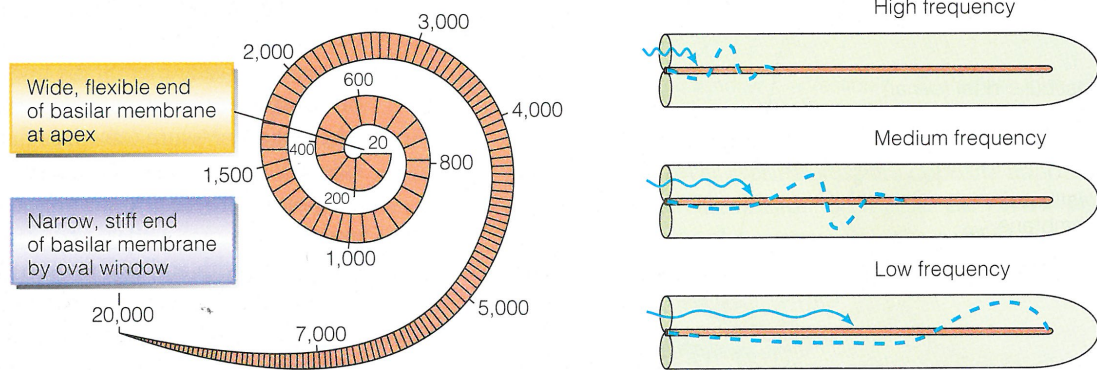 Wide, flexible end
of basilar membrane
at apex
Narrow, stiff end
of basilar membrane
by oval window
20,000
7,000
5,000
4,000
3,000
2,000
1,500
1,000
800
600
400
200
20
High frequency
Medium frequency
Low frequency